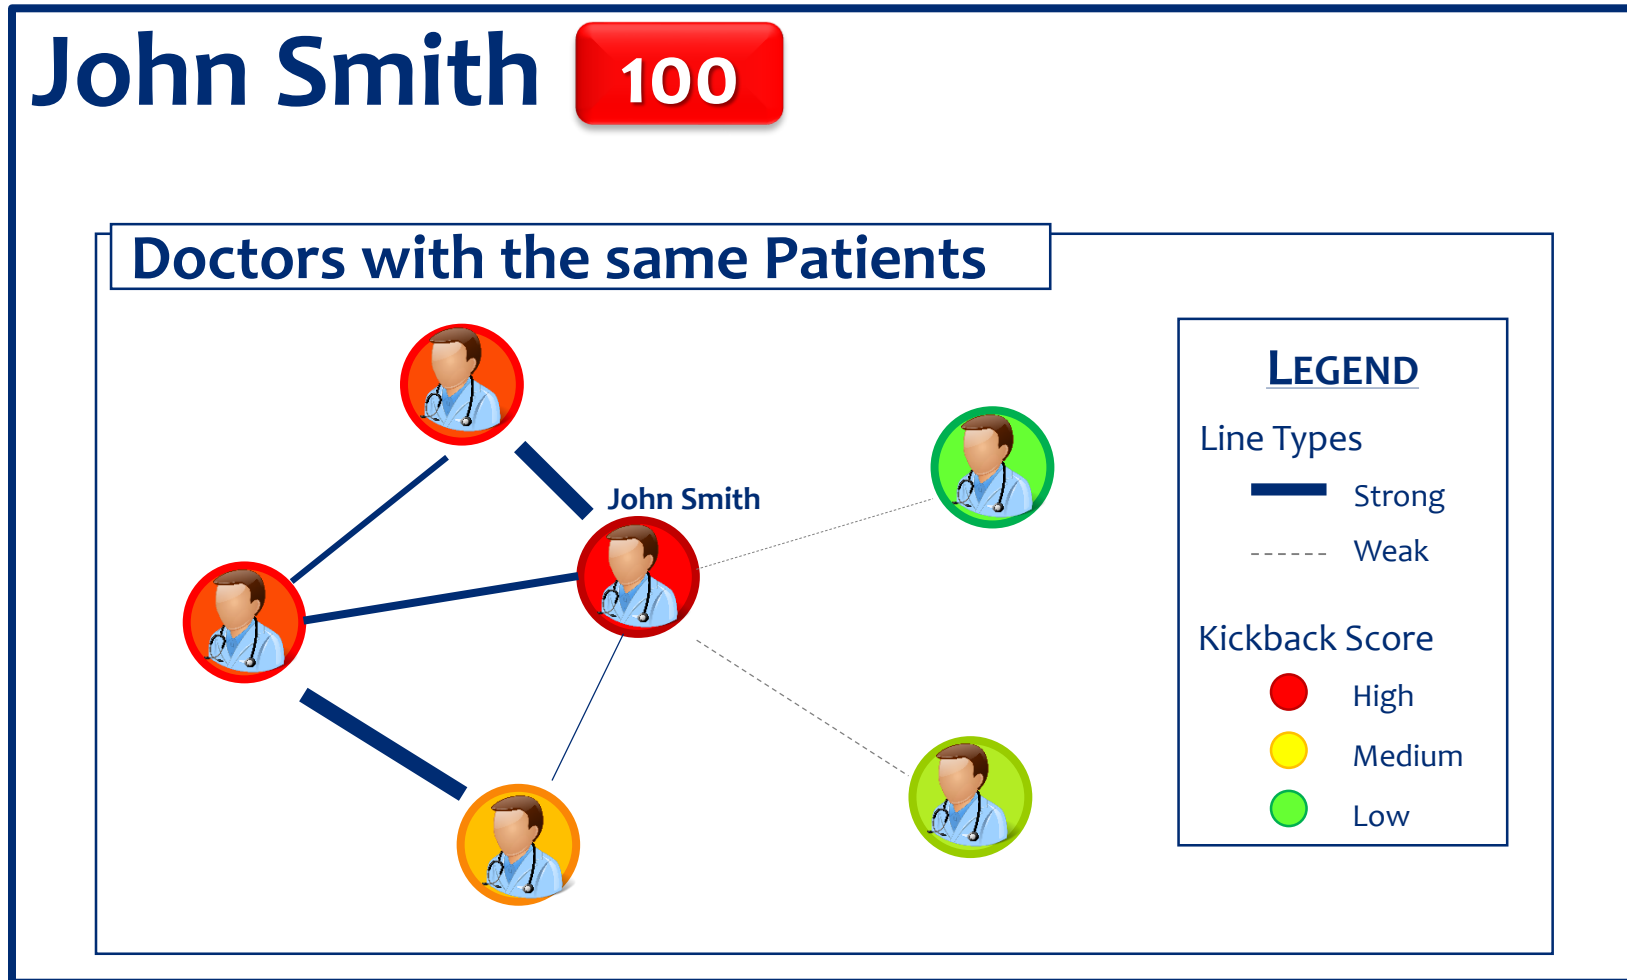 John Smith 100
Doctors with the same Patients
John Smith
LEGEND
Line Types
Strong
Weak
Kickback Score
High
Medium
Low